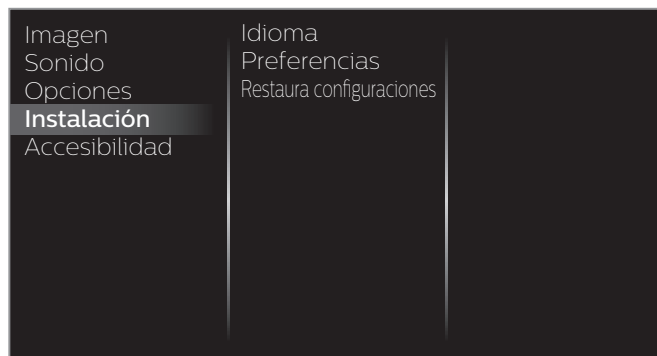 Imagen
Sonido
Opciones
Instalación
Accesibilidad
Idioma
Preferencias
Restaura configuraciones